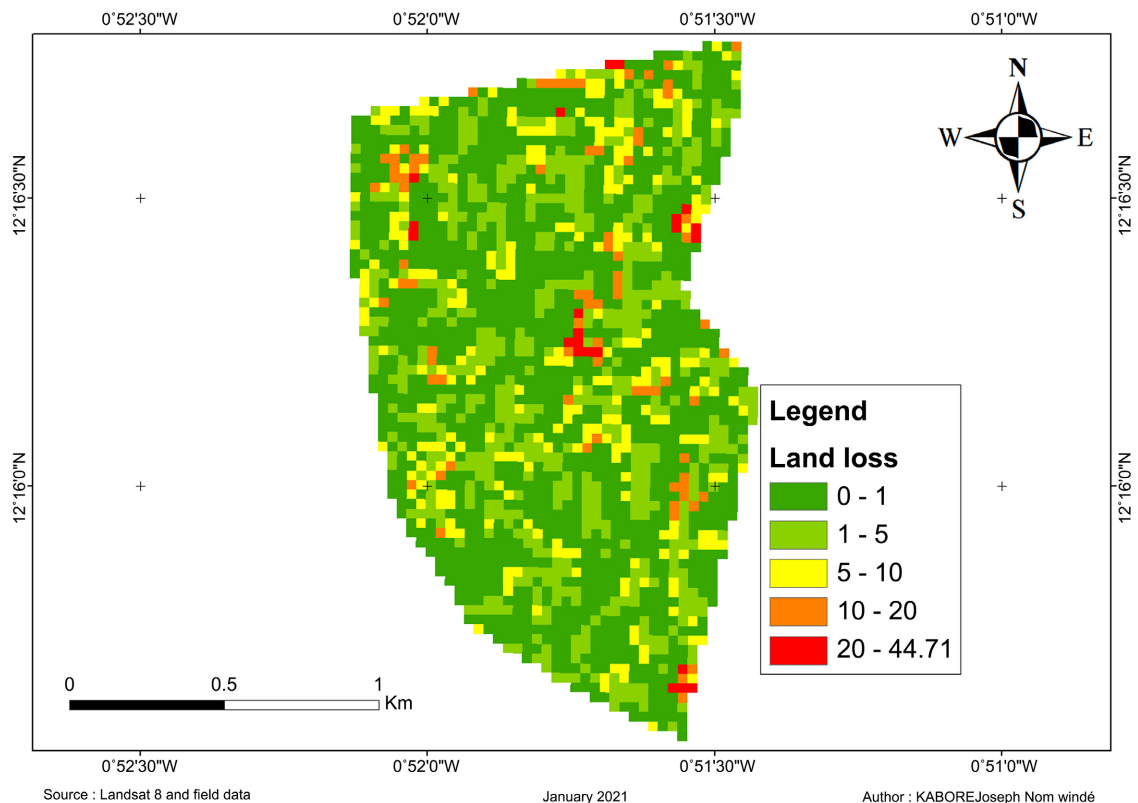 0°52'30"W 0°52'0"W 0°51'30"W 0°51'0"W
N
W E
S
12°16'30"N 12°16'30"N
12°16'0"N 12°16'0"N
Legend
Land loss
0 - 1
1 - 5
5 - 10
10 - 20
20 - 44.71
0 0.5 1
Km
0°52'30"W 0°52'0"W 0°51'30"W 0°51'0"W
Source : Landsat 8 and field data January 2021 Author : KABOREJoseph Nom windé